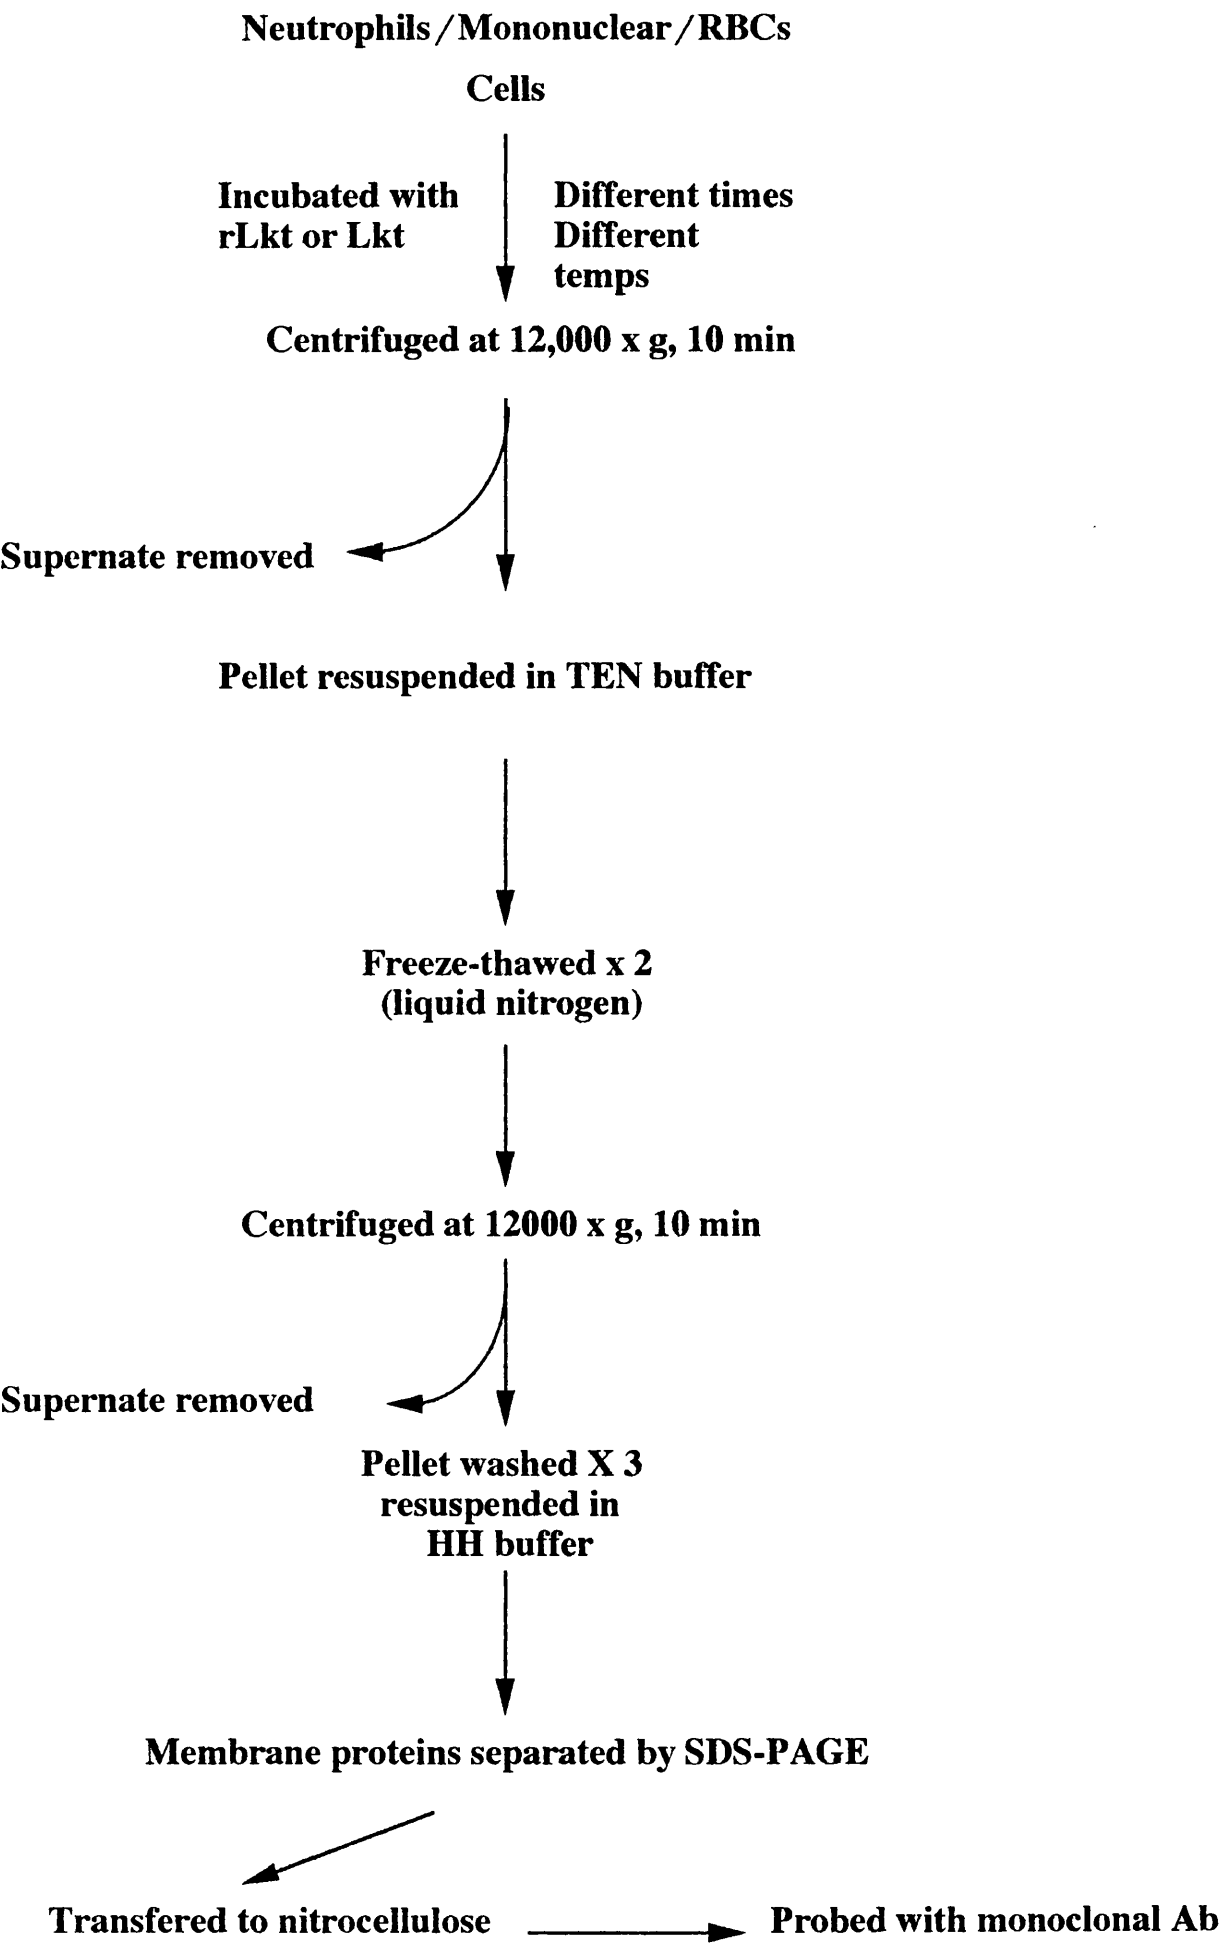 Neutrophils/Mononuclear/RBCs
Cells
Incubated with
rLkt or Lkt
Different times
Different
temps
Centrifuged at 12,000 x g, 10 min
Supernate removed
Pellet resuspended in TEN buffer
Freeze-thawed x 2
(liquid nitrogen)
Centrifuged at 12000 x g, 10 min
Supernate removed
Pellet washed X 3
resuspended in
HH buffer
Membrane proteins separated by SDS-PAGE
Transfered to nitrocellulose
Probed with monoclonal Ab